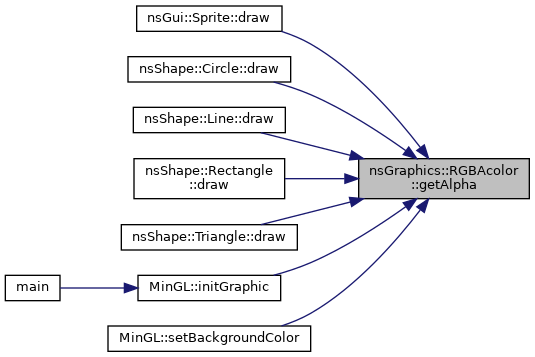 nsGui::Sprite::draw
nsShape::Circle::draw
nsShape::Line::draw
nsShape::Rectangle
::draw
nsGraphics::RGBAcolor
::getAlpha
nsShape::Triangle::draw
main
MinGL::initGraphic
MinGL::setBackgroundColor